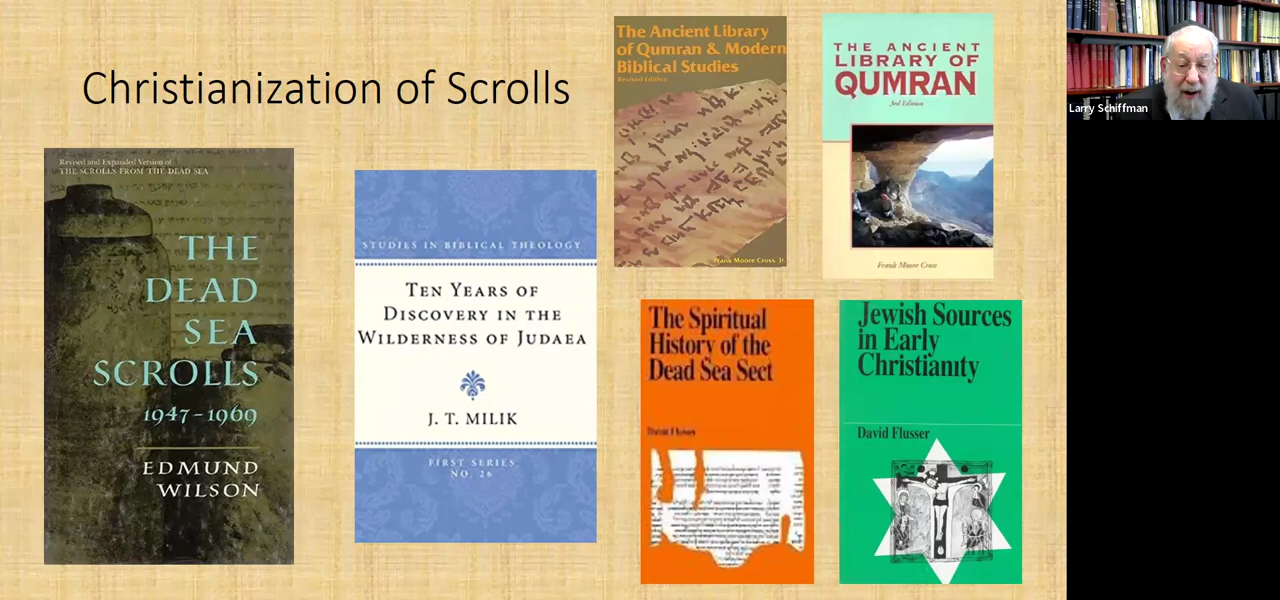 Christianization of Scrolls
Revised and Expanded Version of
THE SCROLLS FROM THE DEAD SEA
THE
DEAD
SEA
SCROLLS
1947-1969
EDMUND
WILSON
STUDIES IN BIBLICAL THEOLOGY
TEN YEARS OF
DISCOVERY IN THE
WILDERNESS OF JUDAEA
J. T. MILIK
FIRST SERIES
NO. 26
The Ancient Library
of Qumran & Modern
Biblical Studies
Revised Edition
Frank Moore Cross, Jr.
THE ANCIENT
LIBRARY OF
QUMRAN
3rd Edition
Frank Moore Cross
The Spiritual
History of the
Dead Sea Sect
David Flusser
Jewish Sources
in Early
Christianity
David Flusser
Larry Schiffman